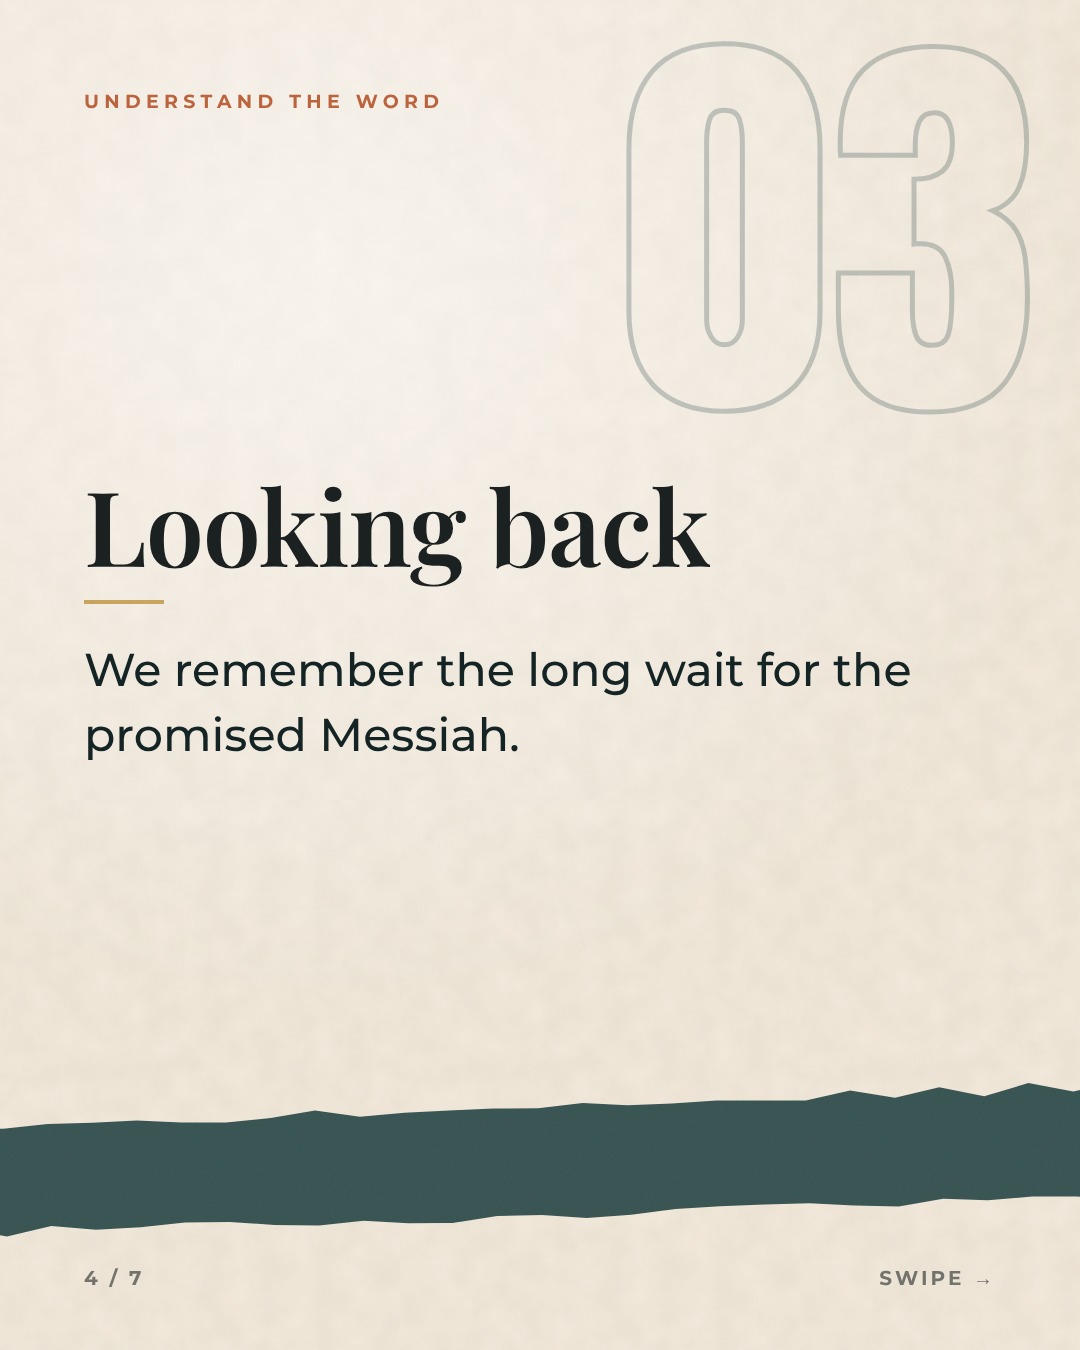 UNDERSTAND THE WORD
03
Looking back
We remember the long wait for the
promised Messiah.
4 / 7
SWIPE →